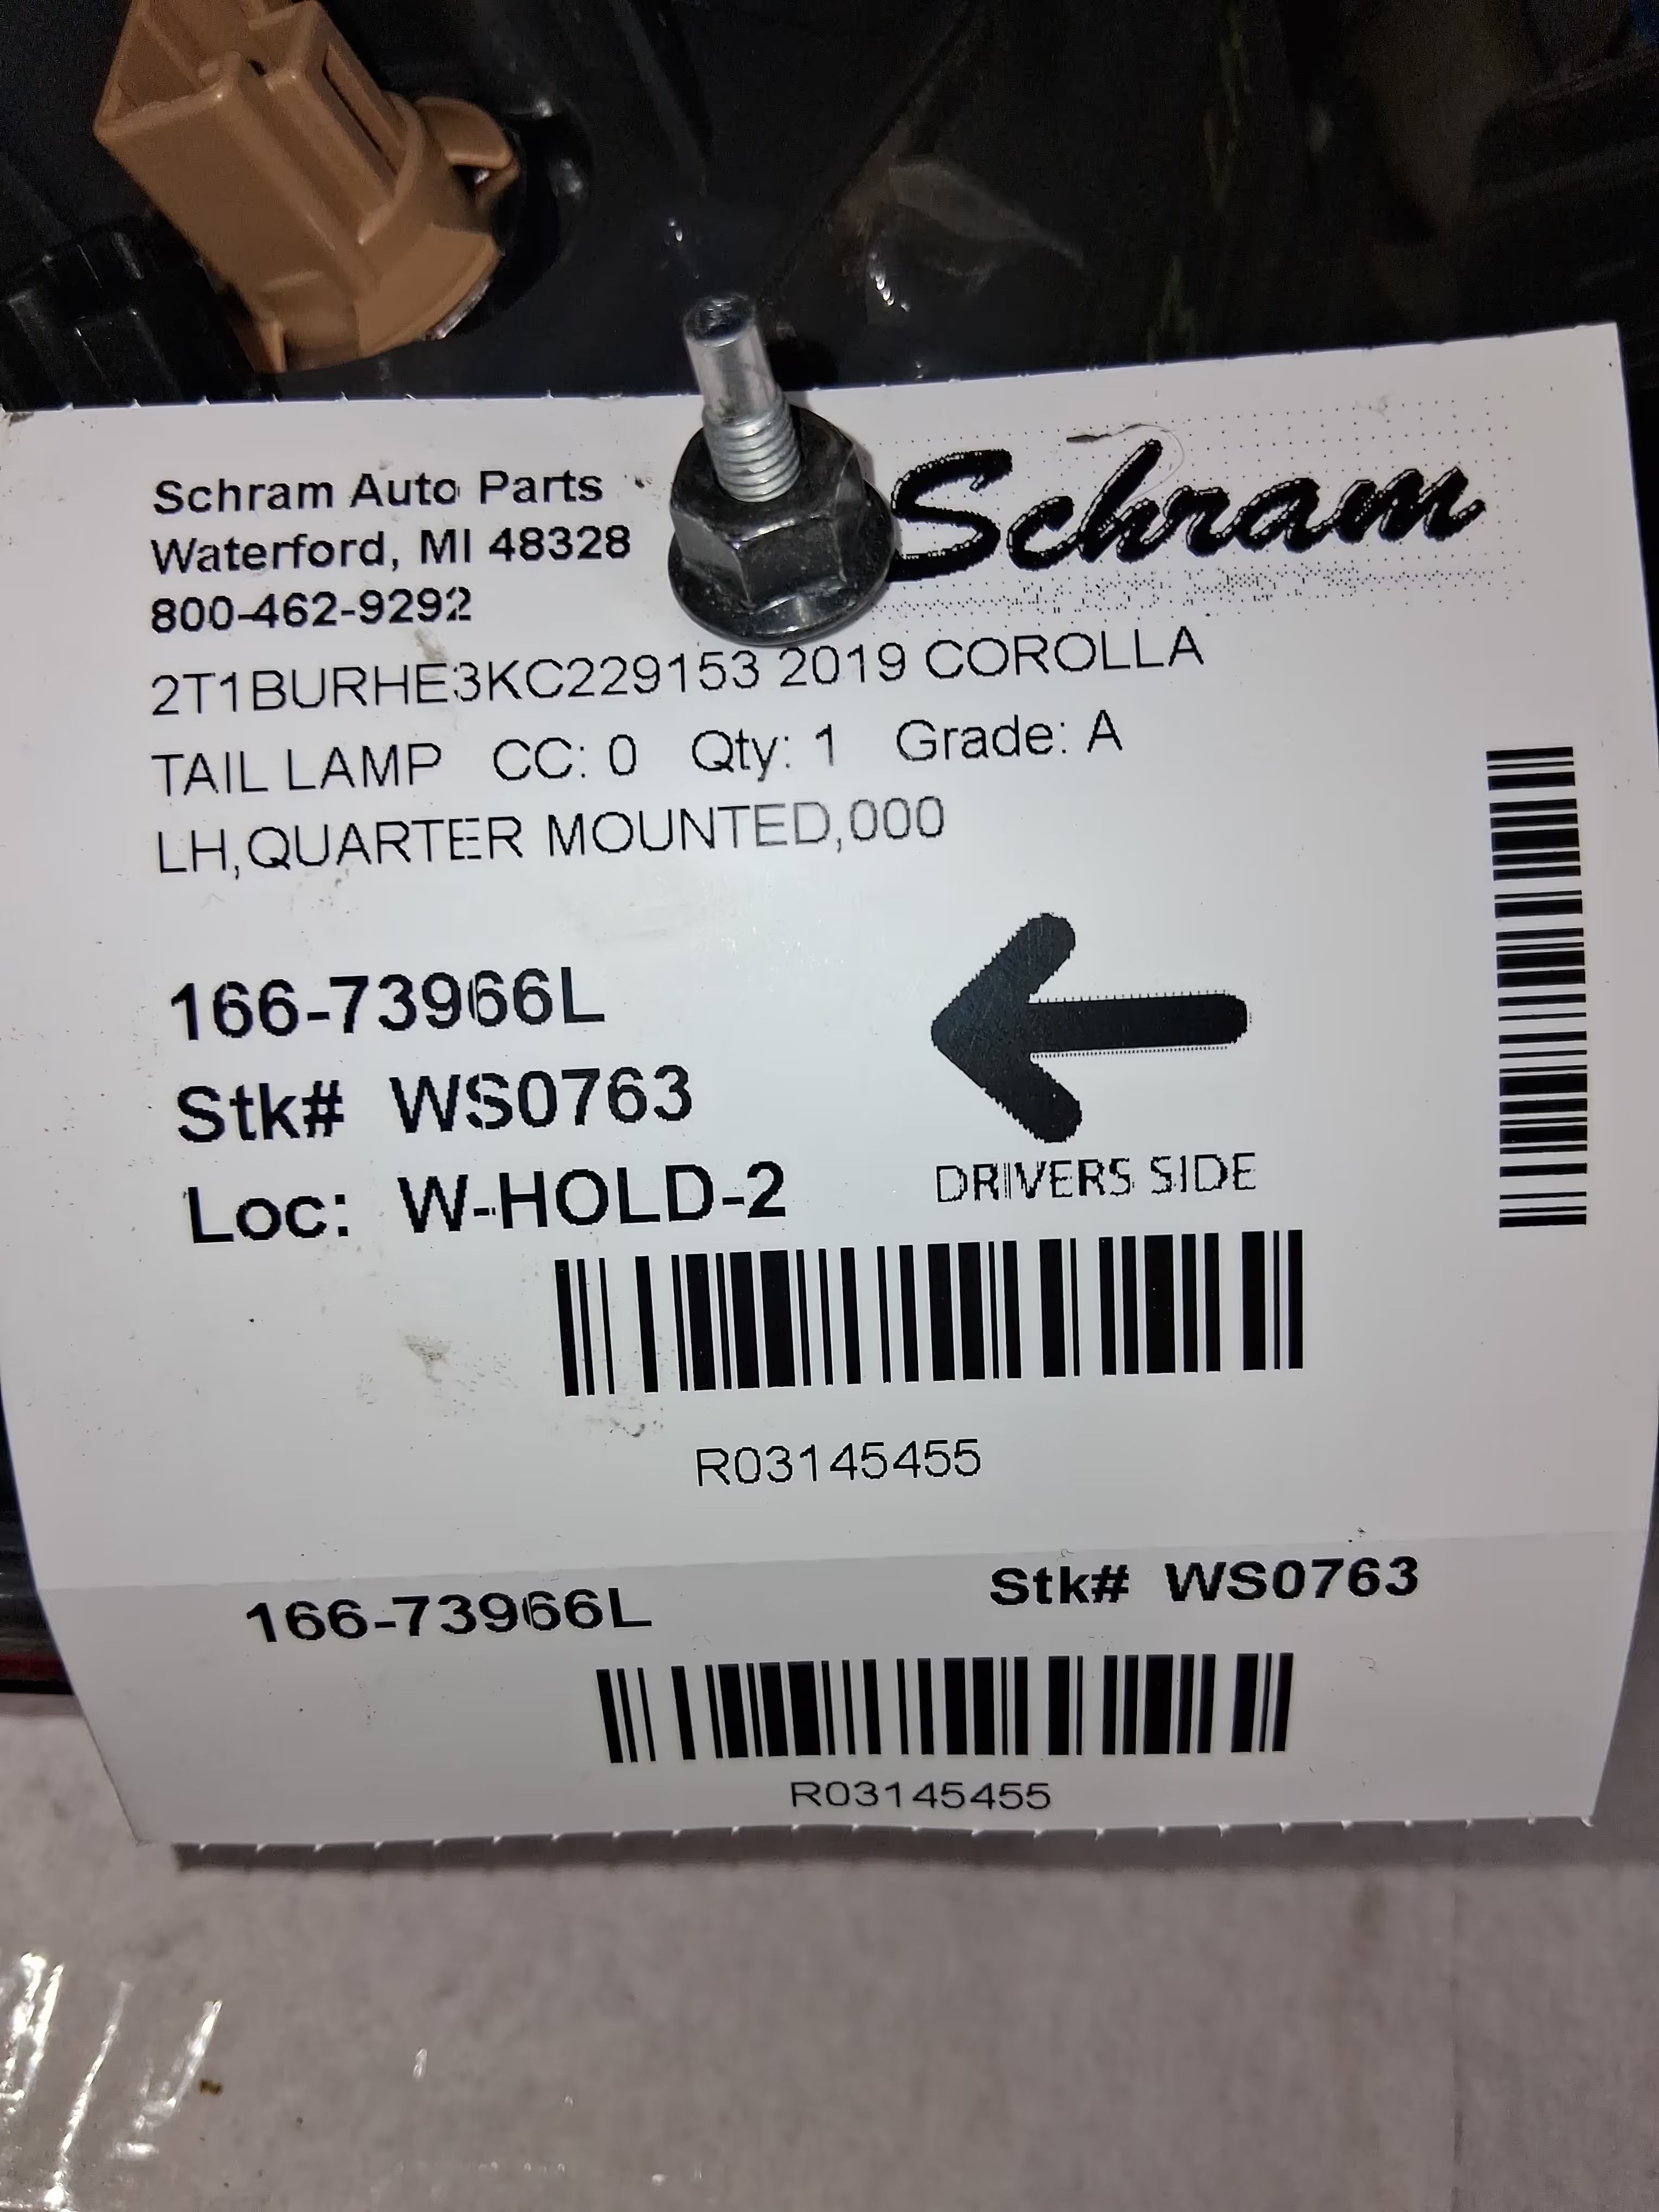 Schram Auto Parts
Waterford, MI 48328
800-462-9292
Schram
2T1BURHE3KC229153 2019 COROLLA
TAIL LAMP CC: 0 Qty: 1 Grade: A
LH,QUARTER MOUNTED,000
166-73966L
Stk# WS0763
Loc: W-HOLD-2
DRIVERS SIDE
R03145455
166-73966L
Stk# WS0763
R03145455